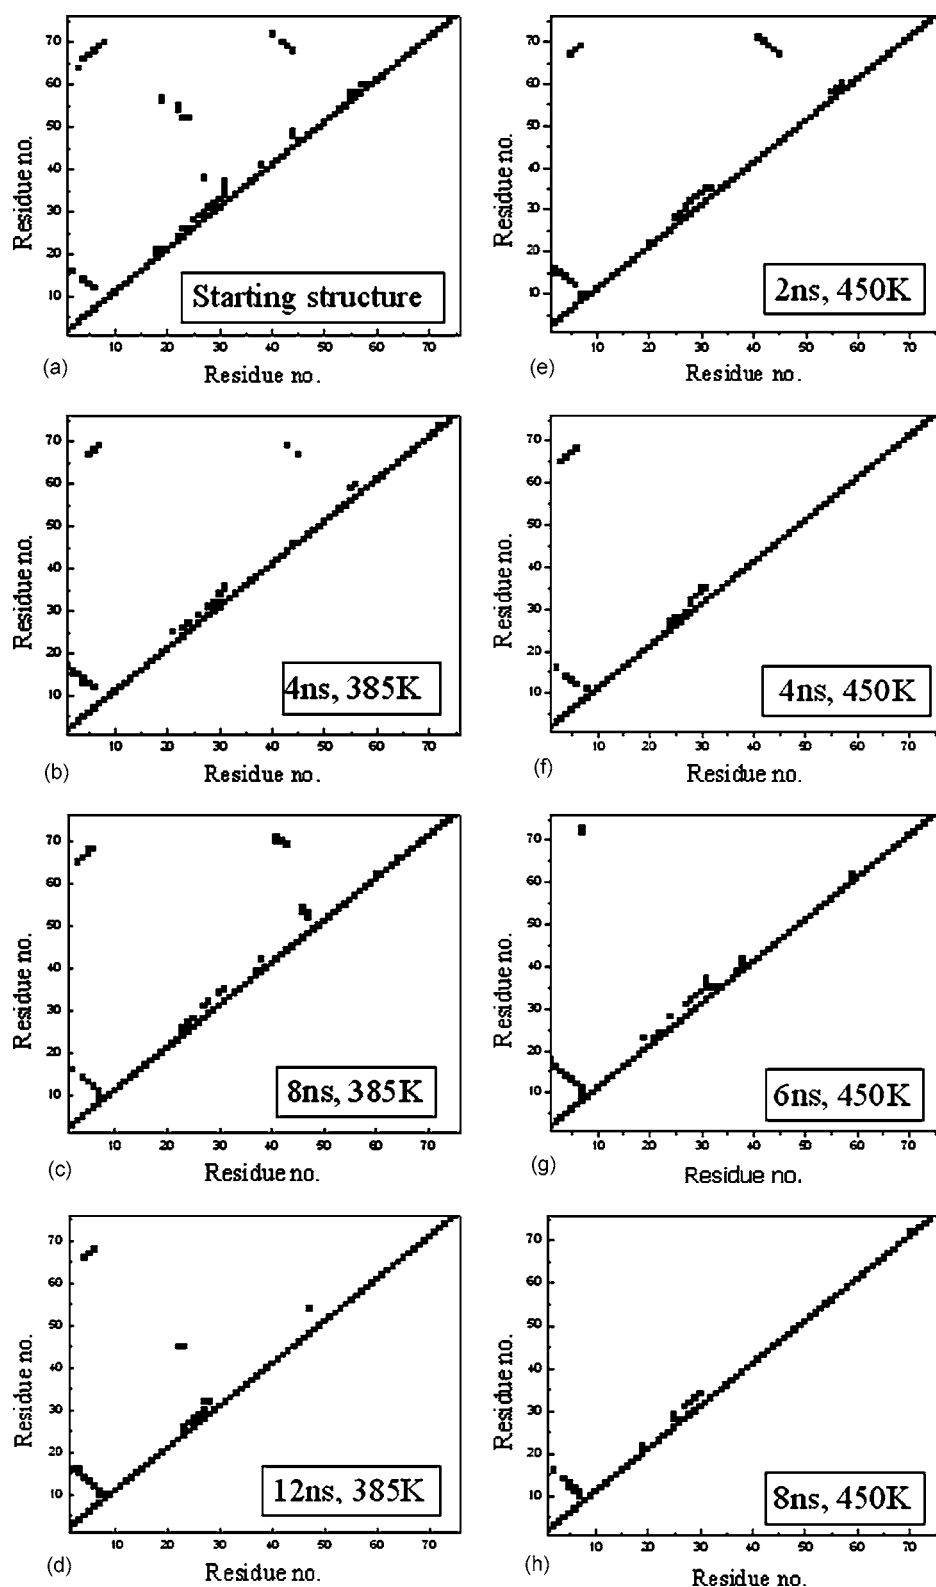 70
60
50
40
30
20
10
Residue no.
Starting structure
10 20 30 40 50 60 70
(a)
Residue no.
70
60
50
40
30
20
10
Residue no.
2ns, 450K
10 20 30 40 50 60 70
(e)
Residue no.
70
60
50
40
30
20
10
Residue no.
4ns, 385K
10 20 30 40 50 60 70
(b)
Residue no.
70
60
50
40
30
20
10
Residue no.
4ns, 450K
10 20 30 40 50 60 70
(f)
Residue no.
70
60
50
40
30
20
10
Residue no.
8ns, 385K
10 20 30 40 50 60 70
(c)
Residue no.
70
60
50
40
30
20
10
Residue no.
6ns, 450K
10 20 30 40 50 60 70
(g)
Residue no.
70
60
50
40
30
20
10
Residue no.
12ns, 385K
10 20 30 40 50 60 70
(d)
Residue no.
70
60
50
40
30
20
10
Residue no.
8ns, 450K
10 20 30 40 50 60 70
(h)
Residue no.